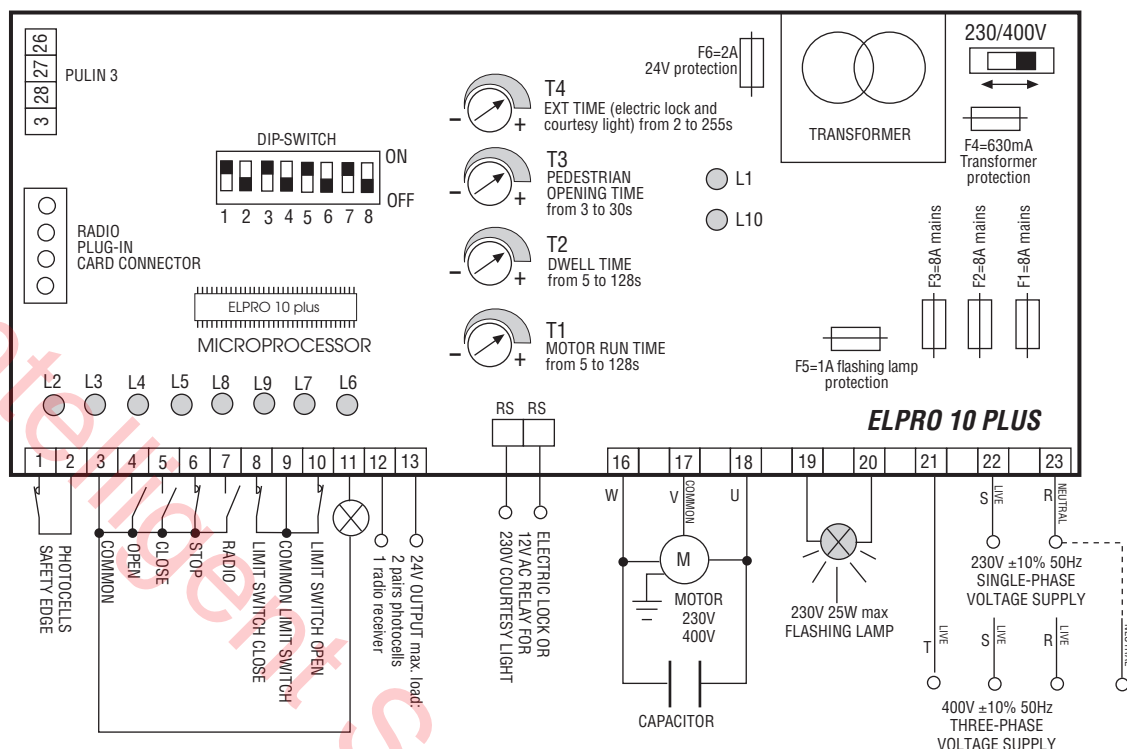 26
27
28
3
PULIN 3
DIP-SWITCH
ON
OFF
1 2 3 4 5 6 7 8
RADIO
PLUG-IN
CARD CONNECTOR
ELPRO 10 plus
MICROPROCESSOR
L2 L3 L4 L5 L8 L9 L7 L6
T4
EXT TIME (electric lock and
courtesy light) from 2 to 255s
- +
T3
PEDESTRIAN
OPENING TIME
from 3 to 30s
- +
T2
DWELL TIME
from 5 to 128s
- +
T1
MOTOR RUN TIME
from 5 to 128s
- +
F6=2A
24V protection
TRANSFORMER
230/400V
F4=630mA
Transformer
protection
L1
L10
F3=8A mains
F2=8A mains
F1=8A mains
F5=1A flashing lamp
protection
ELPRO 10 PLUS
RS RS
1 2 3 4 5 6 7 8 9 10 11 12 13
16 17 18 19 20 21 22 23
PHOTOCELLS
SAFETY EDGE
COMMON
OPEN
CLOSE
STOP
RADIO
LIMIT SWITCH CLOSE
COMMON LIMIT SWITCH
LIMIT SWITCH OPEN
24V OUTPUT max. load:
2 pairs photocells
1 radio receiver
ELECTRIC LOCK OR
12V AC RELAY FOR
230V COURTESY LIGHT
W
V COMMON
U
M
MOTOR
230V
400V
CAPACITOR
230V 25W max
FLASHING LAMP
S LIVE
R NEUTRAL
230V ±10% 50Hz
SINGLE-PHASE
VOLTAGE SUPPLY
T LIVE
S LIVE
R LIVE
NEUTRAL
400V ±10% 50Hz
THREE-PHASE
VOLTAGE SUPPLY
ntelligent S